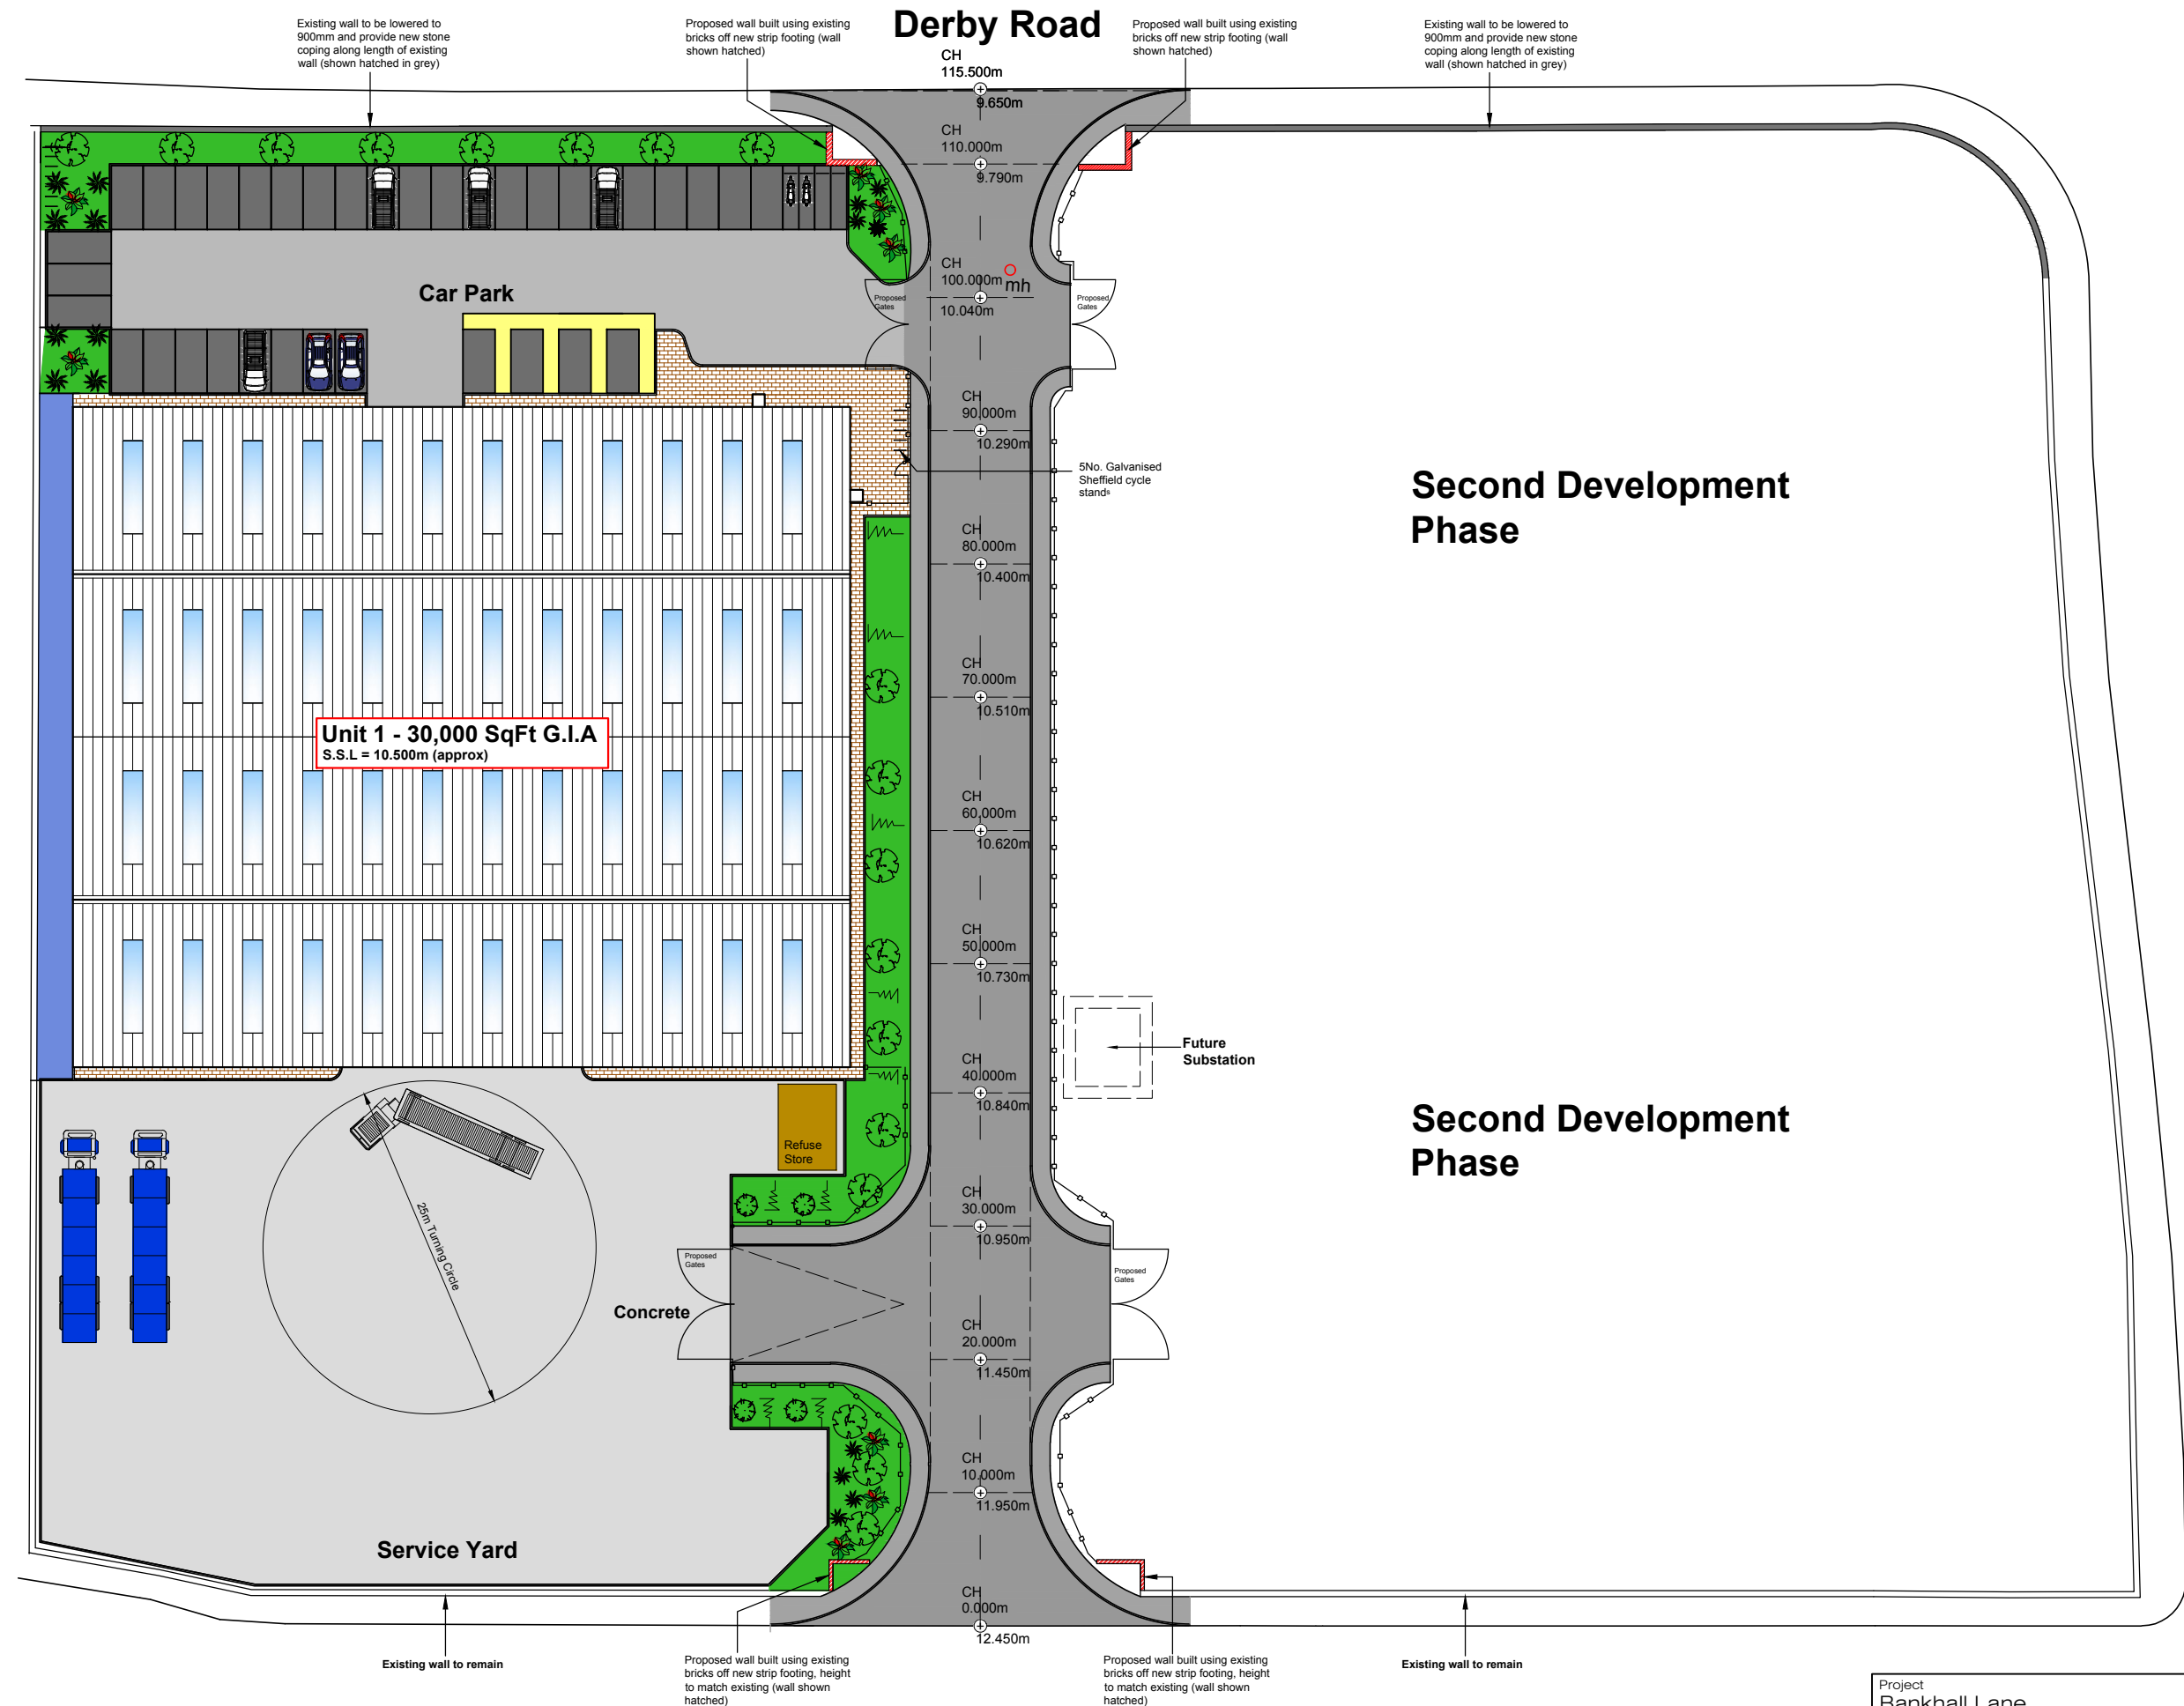 Derby Road
Existing wall to be lowered to
900mm and provide new stone
coping along length of existing
wall (shown hatched in grey)
Proposed wall built using existing
bricks off new strip footing (wall
shown hatched)
Proposed wall built using existing
bricks off new strip footing (wall
shown hatched)
Existing wall to be lowered to
900mm and provide new stone
coping along length of existing
wall (shown hatched in grey)
CH
115.500m
9.650m
CH
110.000m
9.790m
CH
100.000m
mh
10.040m
Car Park
Proposed
Gates
Proposed
Gates
CH
90.000m
10.290m
5No. Galvanised
Sheffield cycle
stands
Second Development
Phase
CH
80.000m
10.400m
CH
70.000m
10.510m
Unit 1 - 30,000 SqFt G.I.A
S.S.L = 10.500m (approx)
CH
60.000m
10.620m
CH
50.000m
10.730m
Future
Substation
CH
40.000m
10.840m
Second Development
Phase
Refuse
Store
25m Turning Circle
CH
30.000m
10.950m
Proposed
Gates
Proposed
Gates
Concrete
CH
20.000m
11.450m
CH
10.000m
11.950m
Service Yard
CH
0.000m
12.450m
Existing wall to remain
Proposed wall built using existing
bricks off new strip footing, height
to match existing (wall shown
hatched)
Proposed wall built using existing
bricks off new strip footing, height
to match existing (wall shown
hatched)
Existing wall to remain
Project
Bankhall Lane